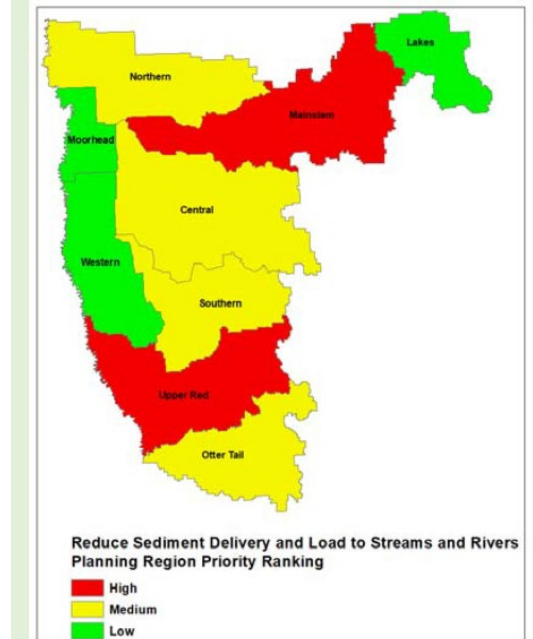 Lakes
Northern
Mainstem
Moorhead
Central
Western
Southern
Upper Red
Otter Tail
Reduce Sediment Delivery and Load to Streams and Rivers
Planning Region Priority Ranking
High
Medium
Low